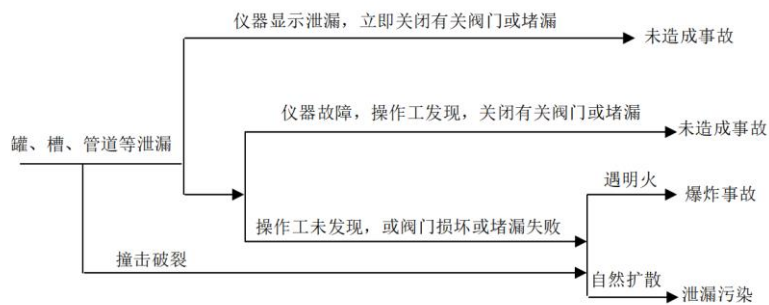 仪器显示泄漏，立即关闭有关阀门或堵漏
未造成事故
仪器故障，操作工发现，关闭有关阀门或堵漏
未造成事故
罐、槽、管道等泄漏
遇明火
爆炸事故
操作工未发现，或阀门损坏或堵漏失败
撞击破裂
自然扩散
泄漏污染